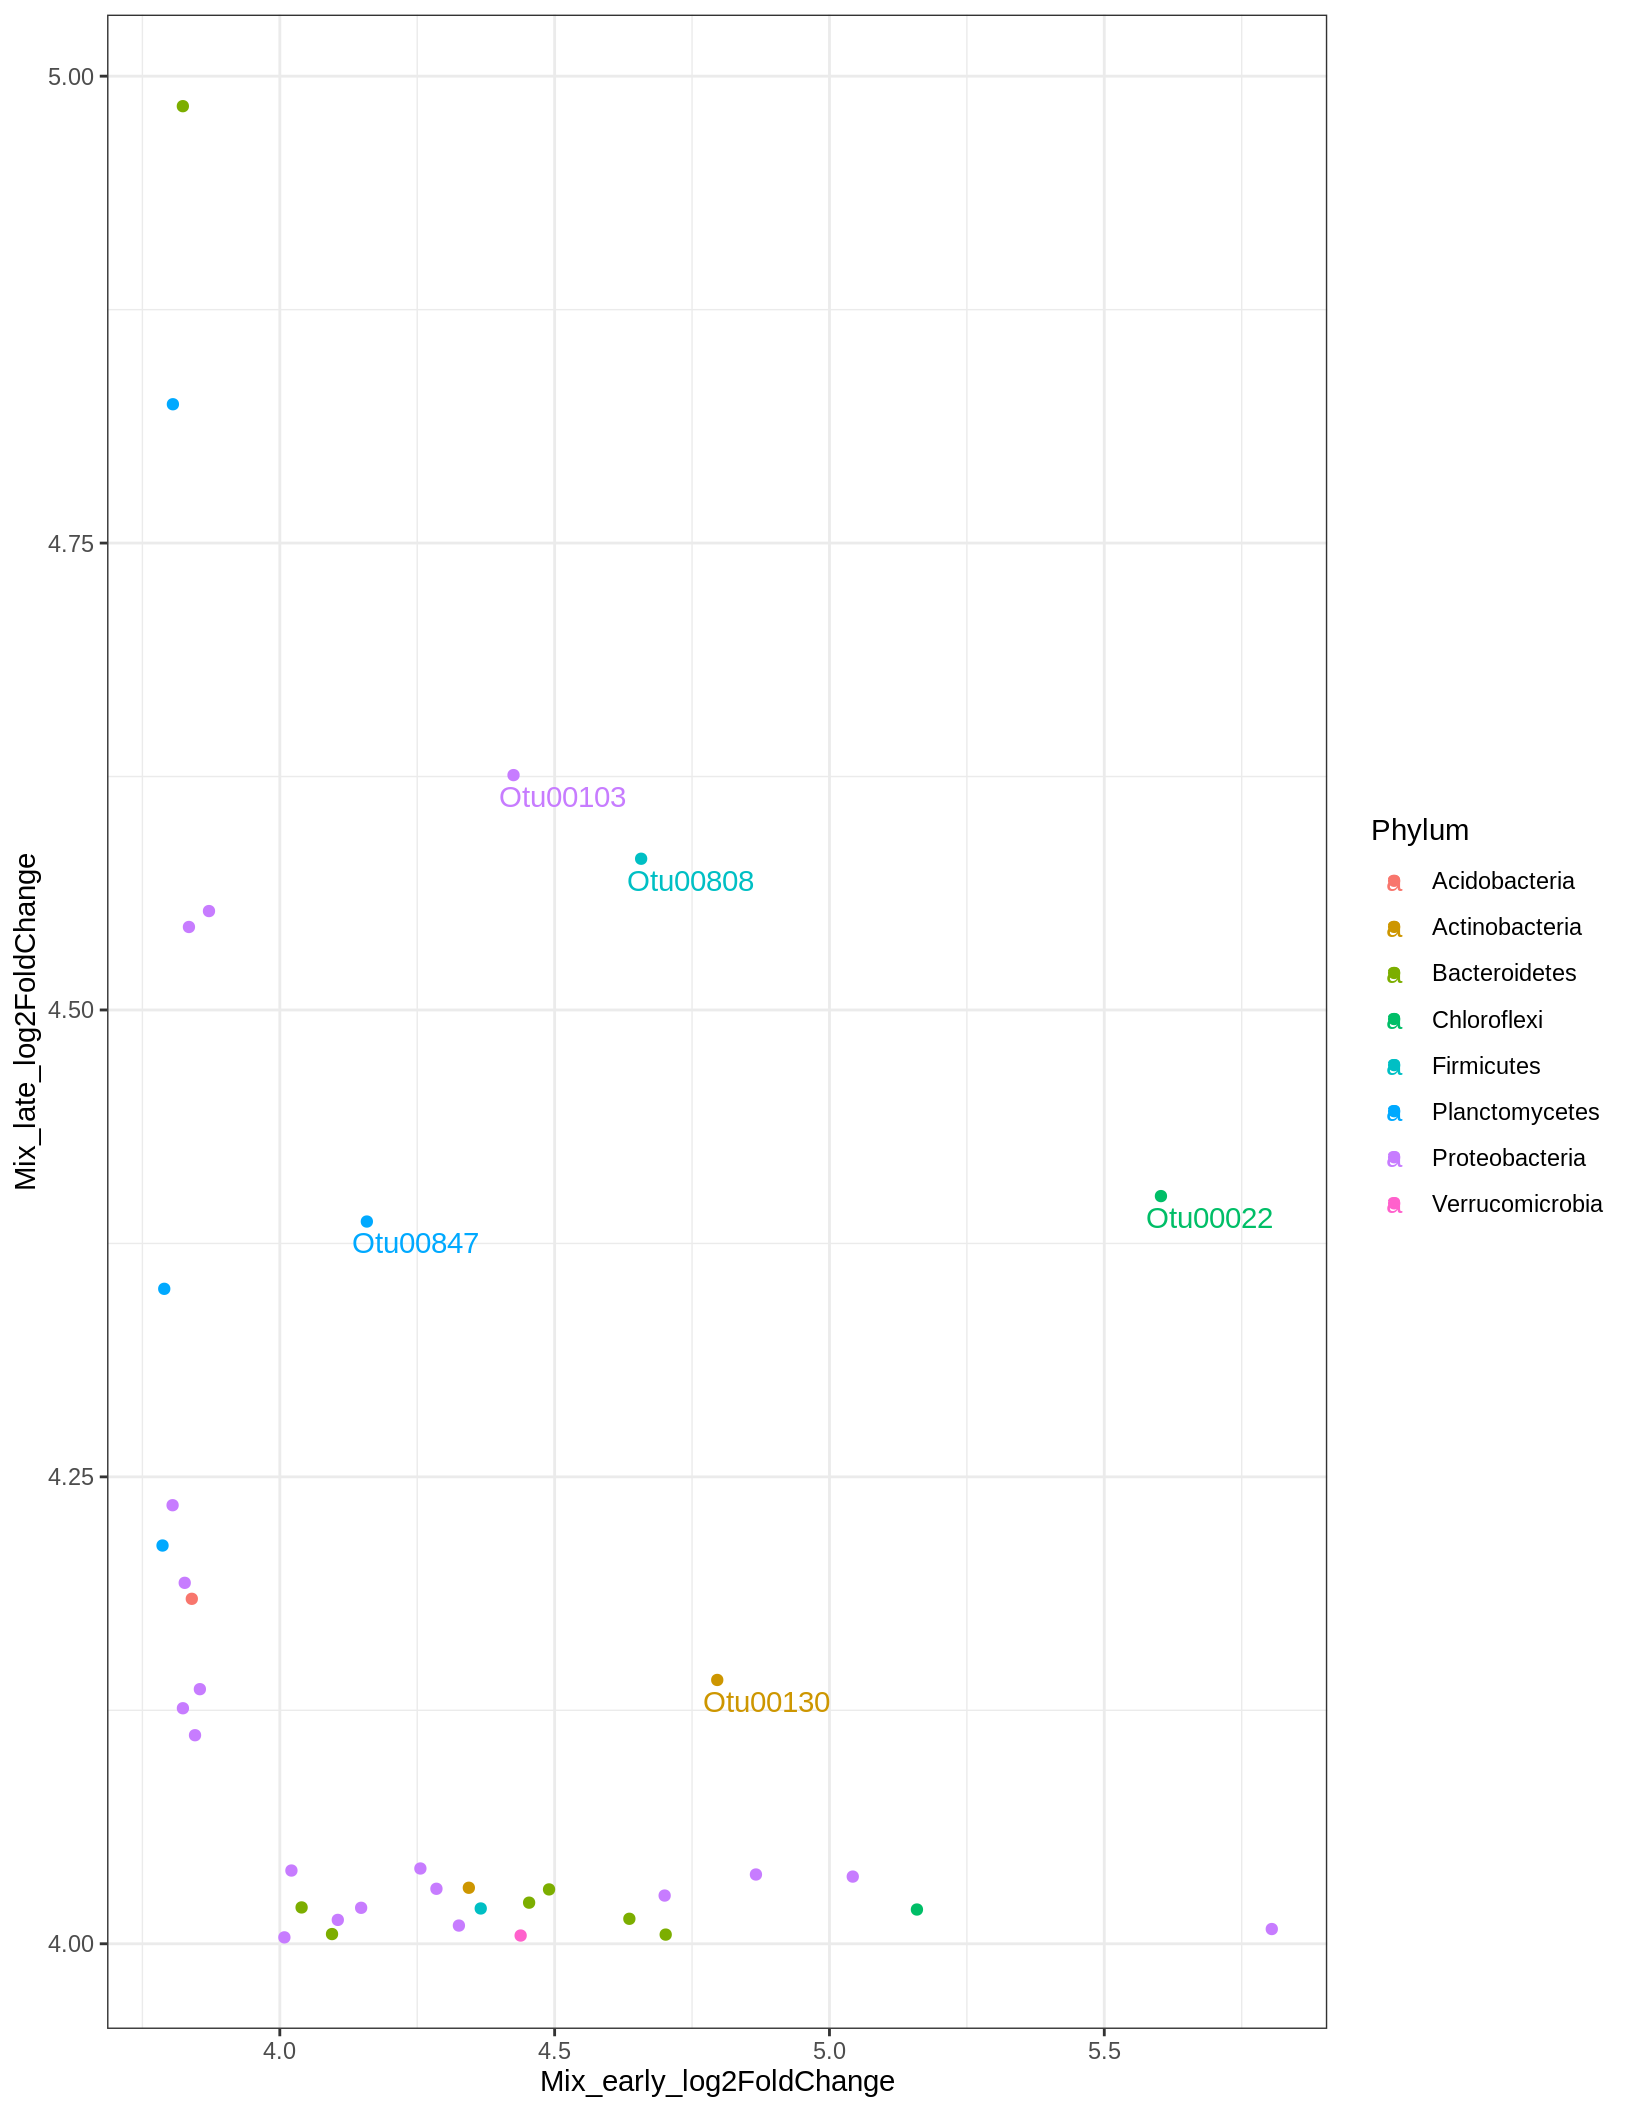 5.00
4.75
4.50
4.25
4.00
Mix_late_log2FoldChange
Otu00103
Otu00808
Otu00022
Otu00847
Otu00130
4.0
4.5
5.0
5.5
Mix_early_log2FoldChange
Phylum
a Acidobacteria
a Actinobacteria
a Bacteroidetes
a Chloroflexi
a Firmicutes
a Planctomycetes
a Proteobacteria
a Verrucomicrobia